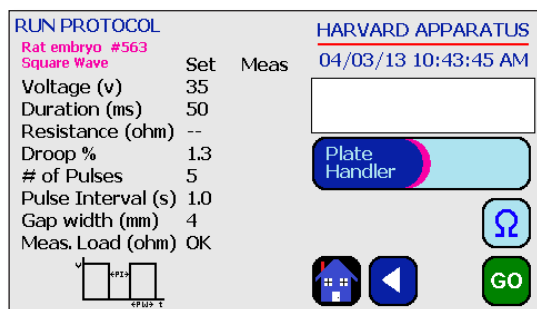 RUN PROTOCOL
Rat embryo #563
Square Wave
Set Meas
Voltage (v) 35
Duration (ms) 50
Resistance (ohm) --
Droop % 1.3
# of Pulses 5
Pulse Interval (s) 1.0
Gap width (mm) 4
Meas. Load (ohm) OK
V
←PI→
←PW→ t
HARVARD APPARATUS
04/03/13 10:43:45 AM
Plate
Handler
Ω
GO